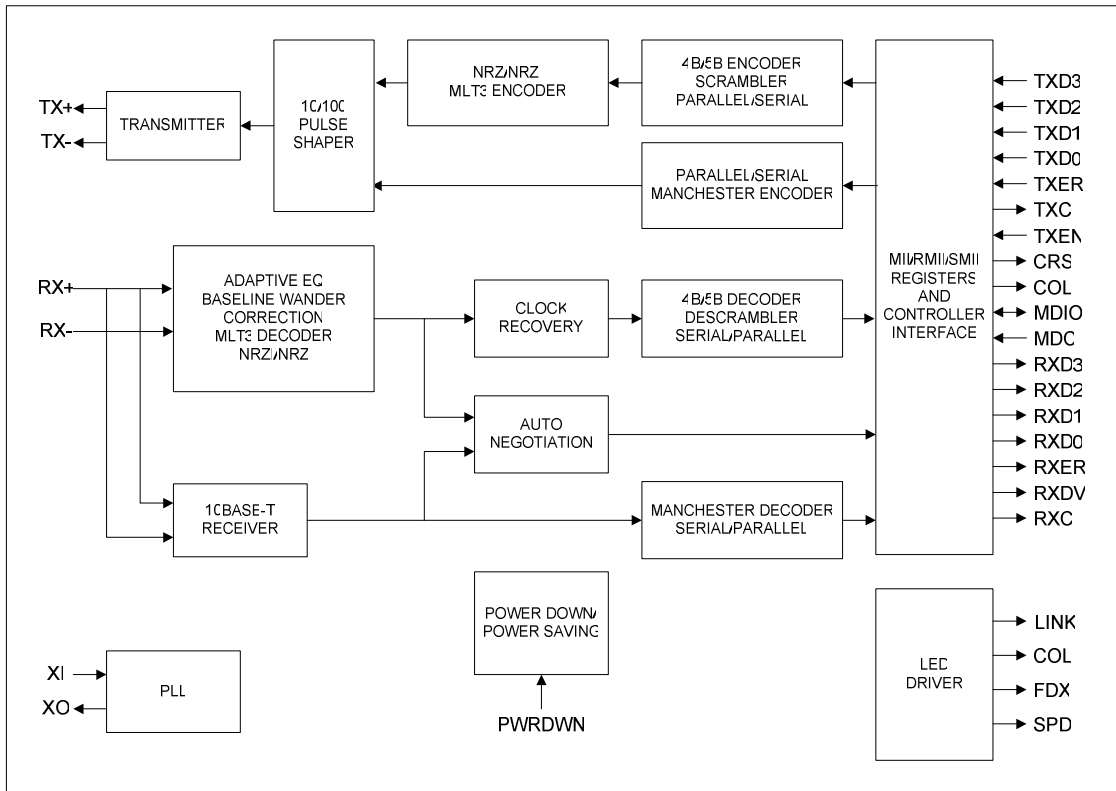 NRZ/NRZ
MLT3 ENCODER
4B/5B ENCODER
SCRAMBLER
PARALLEL/SERIAL
10/100
PULSE
SHAPER
TRANSMITTER
TX+
TX-
PARALLEL/SERIAL
MANCHESTER ENCODER
RX+
RX-
ADAPTIVE EQ
BASELINE WANDER
CORRECTION
MLT3 DECODER
NRZ/NRZ
CLOCK
RECOVERY
4B/5B DECODER
DESCRAMBLER
SERIAL/PARALLEL
AUTO
NEGOTIATION
10BASE-T
RECEIVER
MANCHESTER DECODER
SERIAL/PARALLEL
MII/RMII/SMII
REGISTERS
AND
CONTROLLER
INTERFACE
TXD3
TXD2
TXD1
TXD0
TXER
TXC
TXEN
CRS
COL
MDIO
MDC
RXD3
RXD2
RXD1
RXD0
RXER
RXDV
RXC
POWER DOWN/
POWER SAVING
PWRDWN
XI
XO
PLL
LED
DRIVER
LINK
COL
FDX
SPD